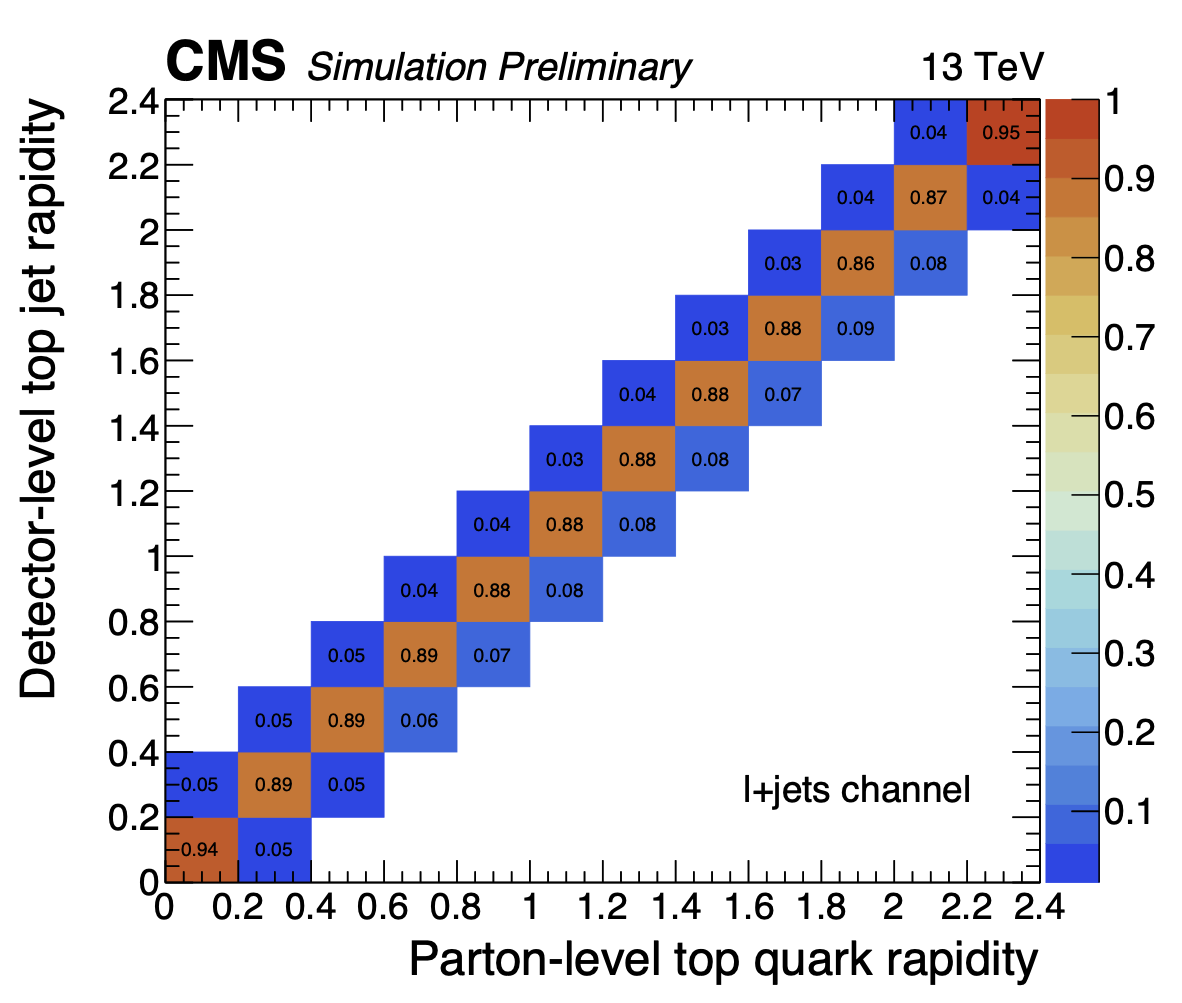 CMS Simulation Preliminary 13 TeV
Detector-level top jet rapidity
2.4 0.04 0.95 1
2.2 0.04 0.87 0.04 0.9
2 0.03 0.86 0.08 0.8
1.8 0.03 0.88 0.09 0.7
1.6 0.04 0.88 0.07 0.6
1.4 0.03 0.88 0.08 0.5
1.2 0.04 0.88 0.08 0.4
1 0.04 0.88 0.08 0.3
0.8 0.05 0.89 0.07 0.2
0.6 0.05 0.89 0.06 0.1
0.4 0.05 0.89 0.05 l+jets channel
0.2 0.94 0.05
0
0 0.2 0.4 0.6 0.8 1 1.2 1.4 1.6 1.8 2 2.2 2.4
Parton-level top quark rapidity